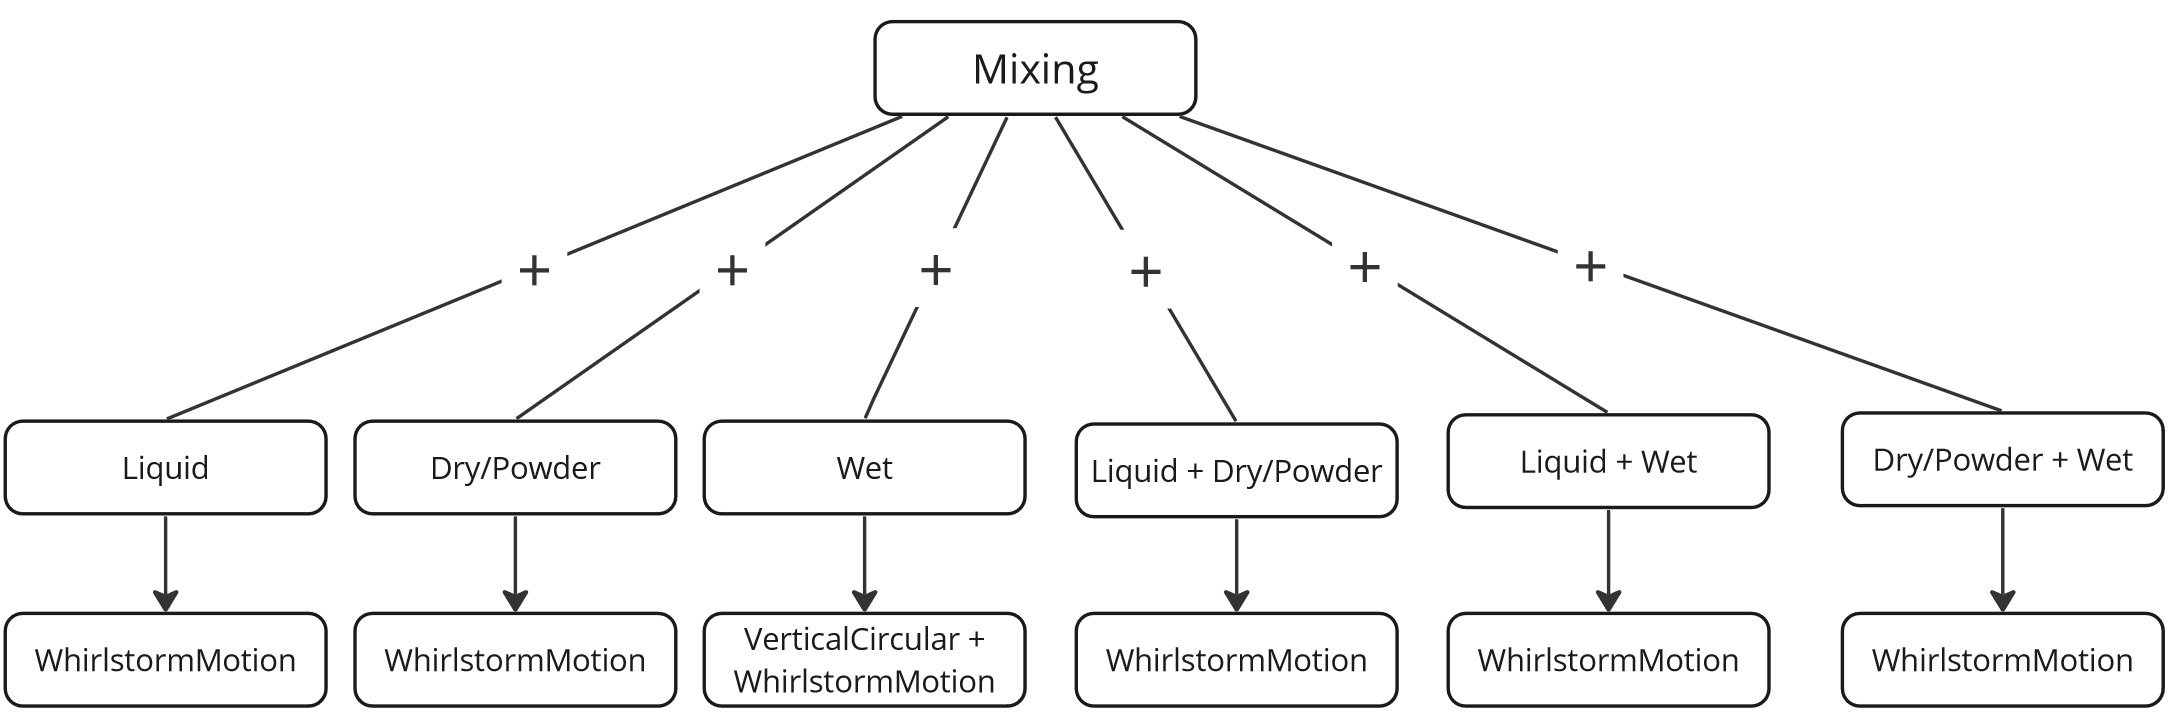 Mixing
+ + + + + +
Liquid
Dry/Powder
Wet
Liquid + Dry/Powder
Liquid + Wet
Dry/Powder + Wet
WhirlstormMotion
WhirlstormMotion
VerticalCircular +
WhirlstormMotion
WhirlstormMotion
WhirlstormMotion
WhirlstormMotion